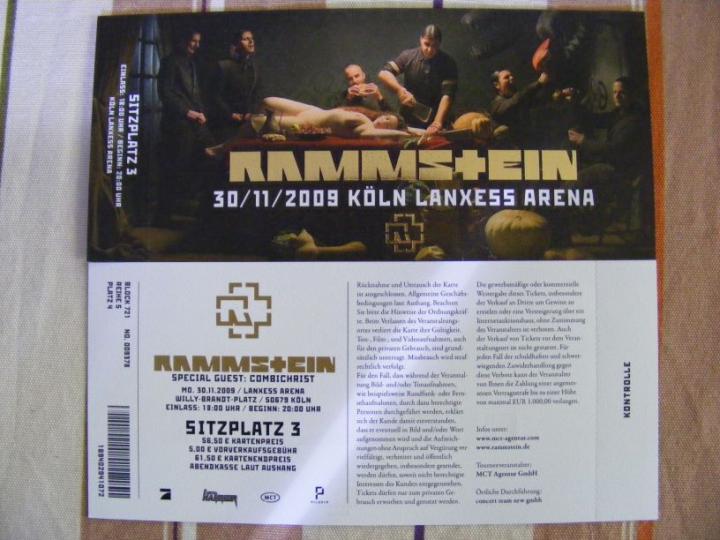 SITZPLATZ 3
EINLASS: 18:00 UHR / BEGINN: 20:00 UHR
KÖLN LANXESS ARENA
RAMMSTEIN
30/11/2009 KÖLN LANXESS ARENA
BLOCK 721 NO. 009378
REIHE 5
PLATZ 4
RAMMSTEIN
SPECIAL GUEST: COMBICHRIST
MO. 30.11.2009 / LANXESS ARENA
WILLY-BRANDT-PLATZ / 50679 KÖLN
EINLASS: 18:00 UHR / BEGINN: 20:00 UHR
SITZPLATZ 3
56,50 € KARTENPREIS
5,00 € VORVERKAUFSGEBÜHR
61,50 € KARTENENDPREIS
ABENDKASSE LAUT AUSHANG
MCT
PILGRIM
Rücknahme und Umtausch der Karte
ist ausgeschlossen. Allgemeine Geschäfts-
bedingungen laut Aushang. Beachten
Sie bitte die Hinweise der Ordnungskräf-
te. Beim Verlassen des Veranstaltungs-
ortes verliert die Karte ihre Gültigkeit.
Ton-, Film-, und Videoaufnahmen, auch
für den privaten Gebrauch, sind grund-
sätzlich untersagt. Missbrauch wird straf
rechtlich verfolgt.
Für den Fall, dass während der Veranstal-
tung Bild- und/oder Tonaufnahmen,
wie beispielsweise Rundfunk- oder Fern-
sehaufnahmen, durch dazu berechtigte
Personen durchgeführt werden, erklärt
sich der Kunde damit einverstanden,
dass er eventuell in Bild und/oder Wort
aufgenommen wird und die Aufzeich-
nungen ohne Anspruch auf Vergütung ver
vielfältigt, verbreitet und öffentlich
wiedergegeben, insbesondere gesendet,
werden dürfen, soweit nicht berechtigte
Interessen des Kunden entgegenstehen.
Tickets dürfen nur zum privaten Ge-
brauch erworben und genutzt werden.
Die gewerbsmäßige oder kommerzielle
Weitergabe dieses Tickets, insbesondere
der Verkauf an Dritte um Gewinn zu
erzielen oder eine Versteigerung über ein
Internetauktionshaus, ohne Zustimmung
des Veranstalters ist verboten. Auch
der Verkauf von Tickets vor dem Veran-
staltungsort ist nicht gestattet. Für
jeden Fall der schuldhaften und schwer-
wiegenden Zuwiderhandlung gegen
diese Verbote kann der Veranstalter
von Ihnen die Zahlung einer angemes-
senen Vertragsstrafe bis zu einer Höhe
von maximal EUR 1.000,00 verlangen.
Infos unter:
www.mct-agentur.com
www.rammstein.de
Tourneeveranstalter:
MCT Agentur GmbH
Örtliche Durchführung:
concert team nrw gmbh
KONTROLLE